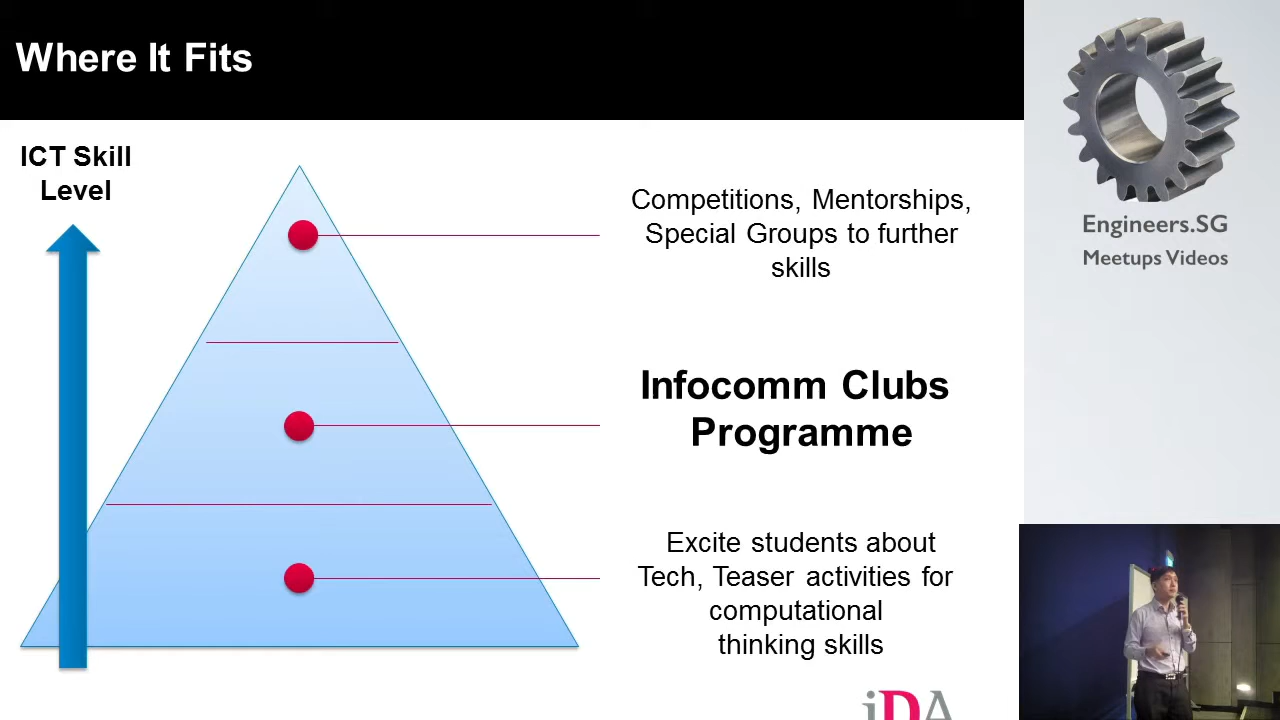 Where It Fits
ICT Skill
Level
Competitions, Mentorships,
Special Groups to further
skills
Infocomm Clubs
Programme
Excite students about
Tech, Teaser activities for
computational
thinking skills
iDA
Engineers.SG
Meetups Videos